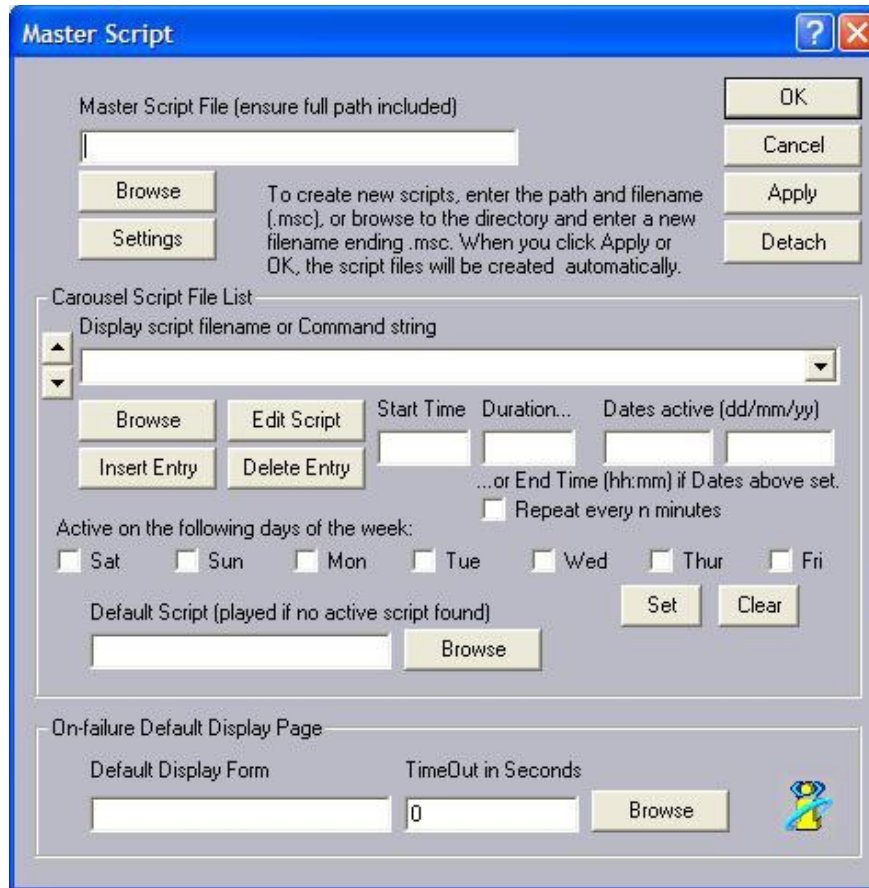 Master Script
?
Master Script File (ensure full path included)
OK
Cancel
Browse
Apply
Settings
Detach
To create new scripts, enter the path and filename
(.msc), or browse to the directory and enter a new
filename ending .msc. When you click Apply or
OK, the script files will be created automatically.
Carousel Script File List
Display script filename or Command string
Browse
Edit Script
Start Time
Duration...
Dates active (dd/mm/yy)
Insert Entry
Delete Entry
...or End Time (hh:mm) if Dates above set.
Repeat every n minutes
Active on the following days of the week:
Sat
Sun
Mon
Tue
Wed
Thur
Fri
Set
Clear
Default Script (played if no active script found)
Browse
On-failure Default Display Page
Default Display Form
TimeOut in Seconds
0
Browse